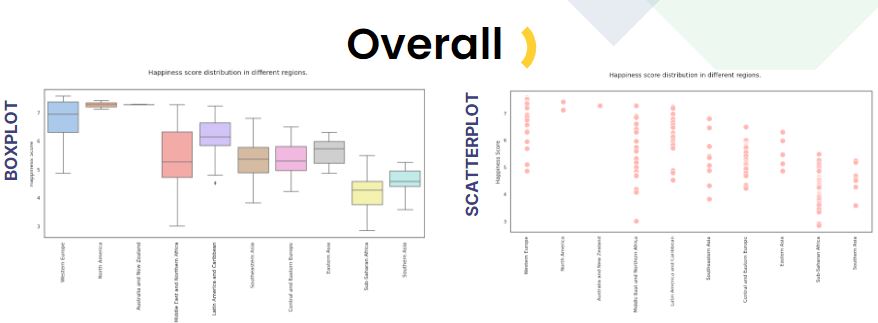 Overall
BOXPLOT
Happiness score distribution in different regions.
Happiness Score
7
6
5
4
3
Western Europe
North America
Australia and New Zealand
Middle East and Northern Africa
Latin America and Caribbean
Southeastern Asia
Central and Eastern Europe
Eastern Asia
Sub-Saharan Africa
Southern Asia
SCATTERPLOT
Happiness score distribution in different regions.
Happiness Score
7
6
5
4
3
Western Europe
North America
Australia and New Zealand
Middle East and Northern Africa
Latin America and Caribbean
Southeastern Asia
Central and Eastern Europe
Eastern Asia
Sub-Saharan Africa
Southern Asia